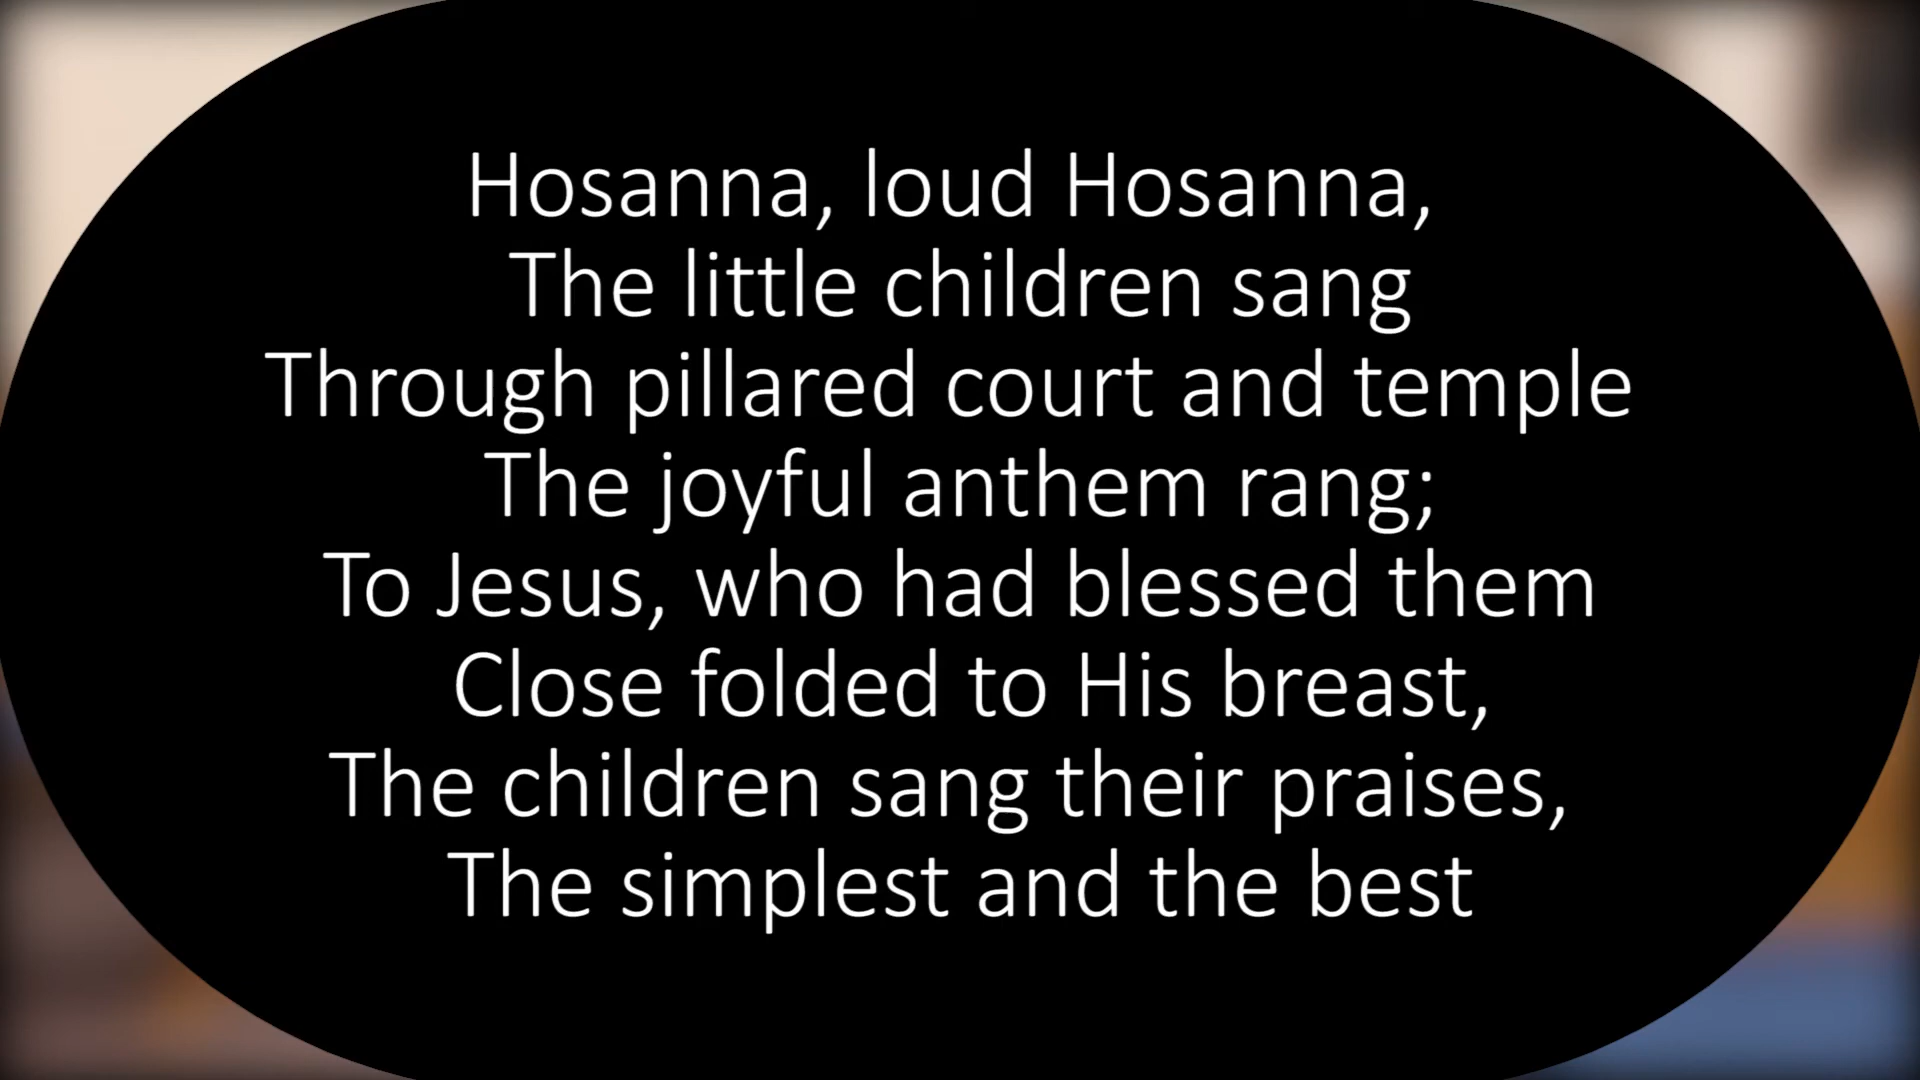 Hosanna, loud Hosanna,
The little children sang
Through pillared court and temple
The joyful anthem rang;
To Jesus, who had blessed them
Close folded to His breast,
The children sang their praises,
The simplest and the best